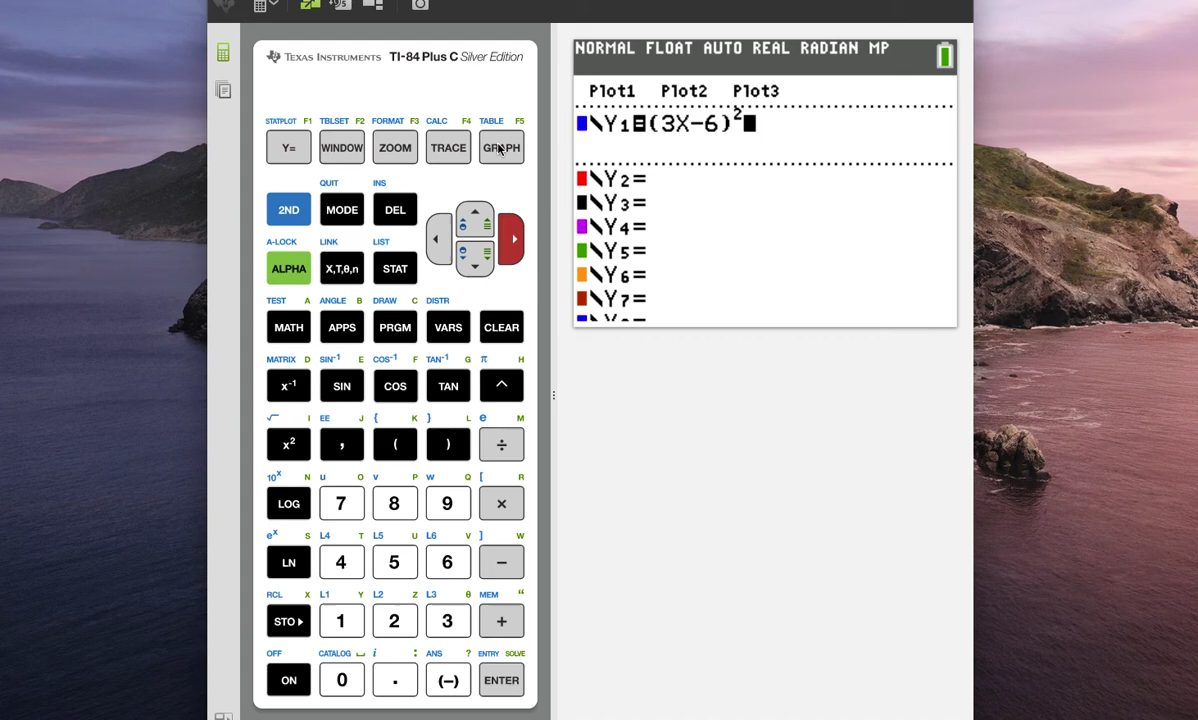 NORMAL FLOAT AUTO REAL RADIAN MP
TEXAS INSTRUMENTS TI-84 Plus C Silver Edition
Plot1 Plot2 Plot3
\Y1=(3X-6)²
\Y2=
\Y3=
\Y4=
\Y5=
\Y6=
\Y7=
STATPLOT F1 TBLSET F2 FORMAT F3 CALC F4 TABLE F5
Y= WINDOW ZOOM TRACE GRAPH
QUIT INS
2ND MODE DEL
A-LOCK LINK LIST
ALPHA X,T,θ,n STAT
TEST A ANGLE B DRAW C DISTR
MATH APPS PRGM VARS CLEAR
MATRIX D SIN⁻¹ E COS⁻¹ F TAN⁻¹ G π H
x⁻¹ SIN COS TAN ^
√ I EE J { K } L e M
x² , ( ) ÷
10ˣ N u O v P w Q [ R
LOG 7 8 9 ×
eˣ S L4 T L5 U L6 V ] W
LN 4 5 6 −
RCL X L1 Y L2 Z L3 θ MEM “
STO▸ 1 2 3 +
OFF CATALOG ⎵ i : ANS ? ENTRY SOLVE
ON 0 . (–) ENTER